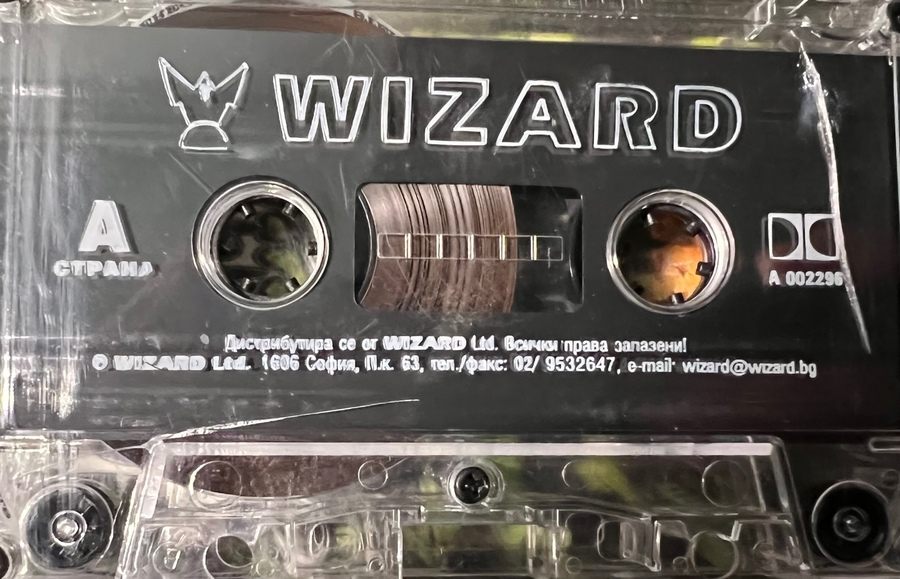 WIZARD
A
СТРАНА
A 002296
Дистрибутира се от WIZARD Ltd. Всички права запазени!
© WIZARD Ltd. 1606 София, П.к. 63, тел./факс: 02/ 9532647, e-mail: wizard@wizard.bg